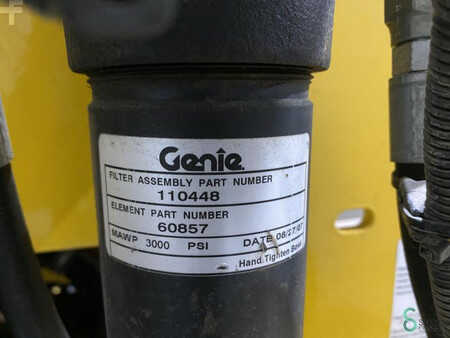 Genie
FILTER ASSEMBLY PART NUMBER
110448
ELEMENT PART NUMBER
60857
MAWP 3000 PSI DATE 08/27/07
Hand Tighten Bowl